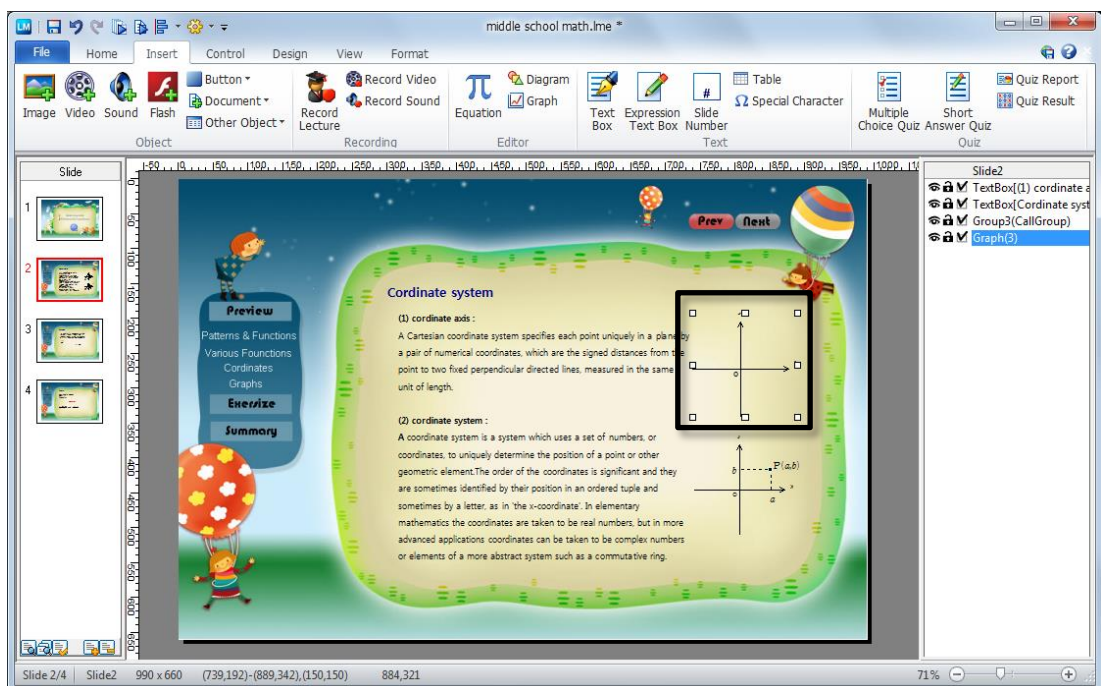 LM
middle school math.lme *
File Home Insert Control Design View Format
Image Video Sound Flash
Button
Document
Other Object
Object
Record Lecture
Record Video
Record Sound
Recording
Equation
Diagram
Graph
Editor
Text Box
Expression Text Box
Slide Number
Table
Special Character
Text
Multiple Choice Quiz
Short Answer Quiz
Quiz Report
Quiz Result
Quiz
Slide
1
2
3
4
Prev Next
Preview
Patterns & Functions
Various Founctions
Cordinates
Graphs
Exersize
Summary
Cordinate system
(1) cordinate axis :
A Cartesian coordinate system specifies each point uniquely in a plane by
a pair of numerical coordinates, which are the signed distances from the
point to two fixed perpendicular directed lines, measured in the same
unit of length.
(2) cordinate system :
A coordinate system is a system which uses a set of numbers, or
coordinates, to uniquely determine the position of a point or other
geometric element.The order of the coordinates is significant and they
are sometimes identified by their position in an ordered tuple and
sometimes by a letter, as in 'the x-coordinate'. In elementary
mathematics the coordinates are taken to be real numbers, but in more
advanced applications coordinates can be taken to be complex numbers
or elements of a more abstract system such as a commutative ring.
o
b P(a,b)
o a x
Slide2
TextBox[(1) cordinate a
TextBox[Cordinate syst
Group3(CallGroup)
Graph(3)
Slide 2/4 Slide2 990 x 660 (739,192)-(889,342),(150,150) 884,321 71%